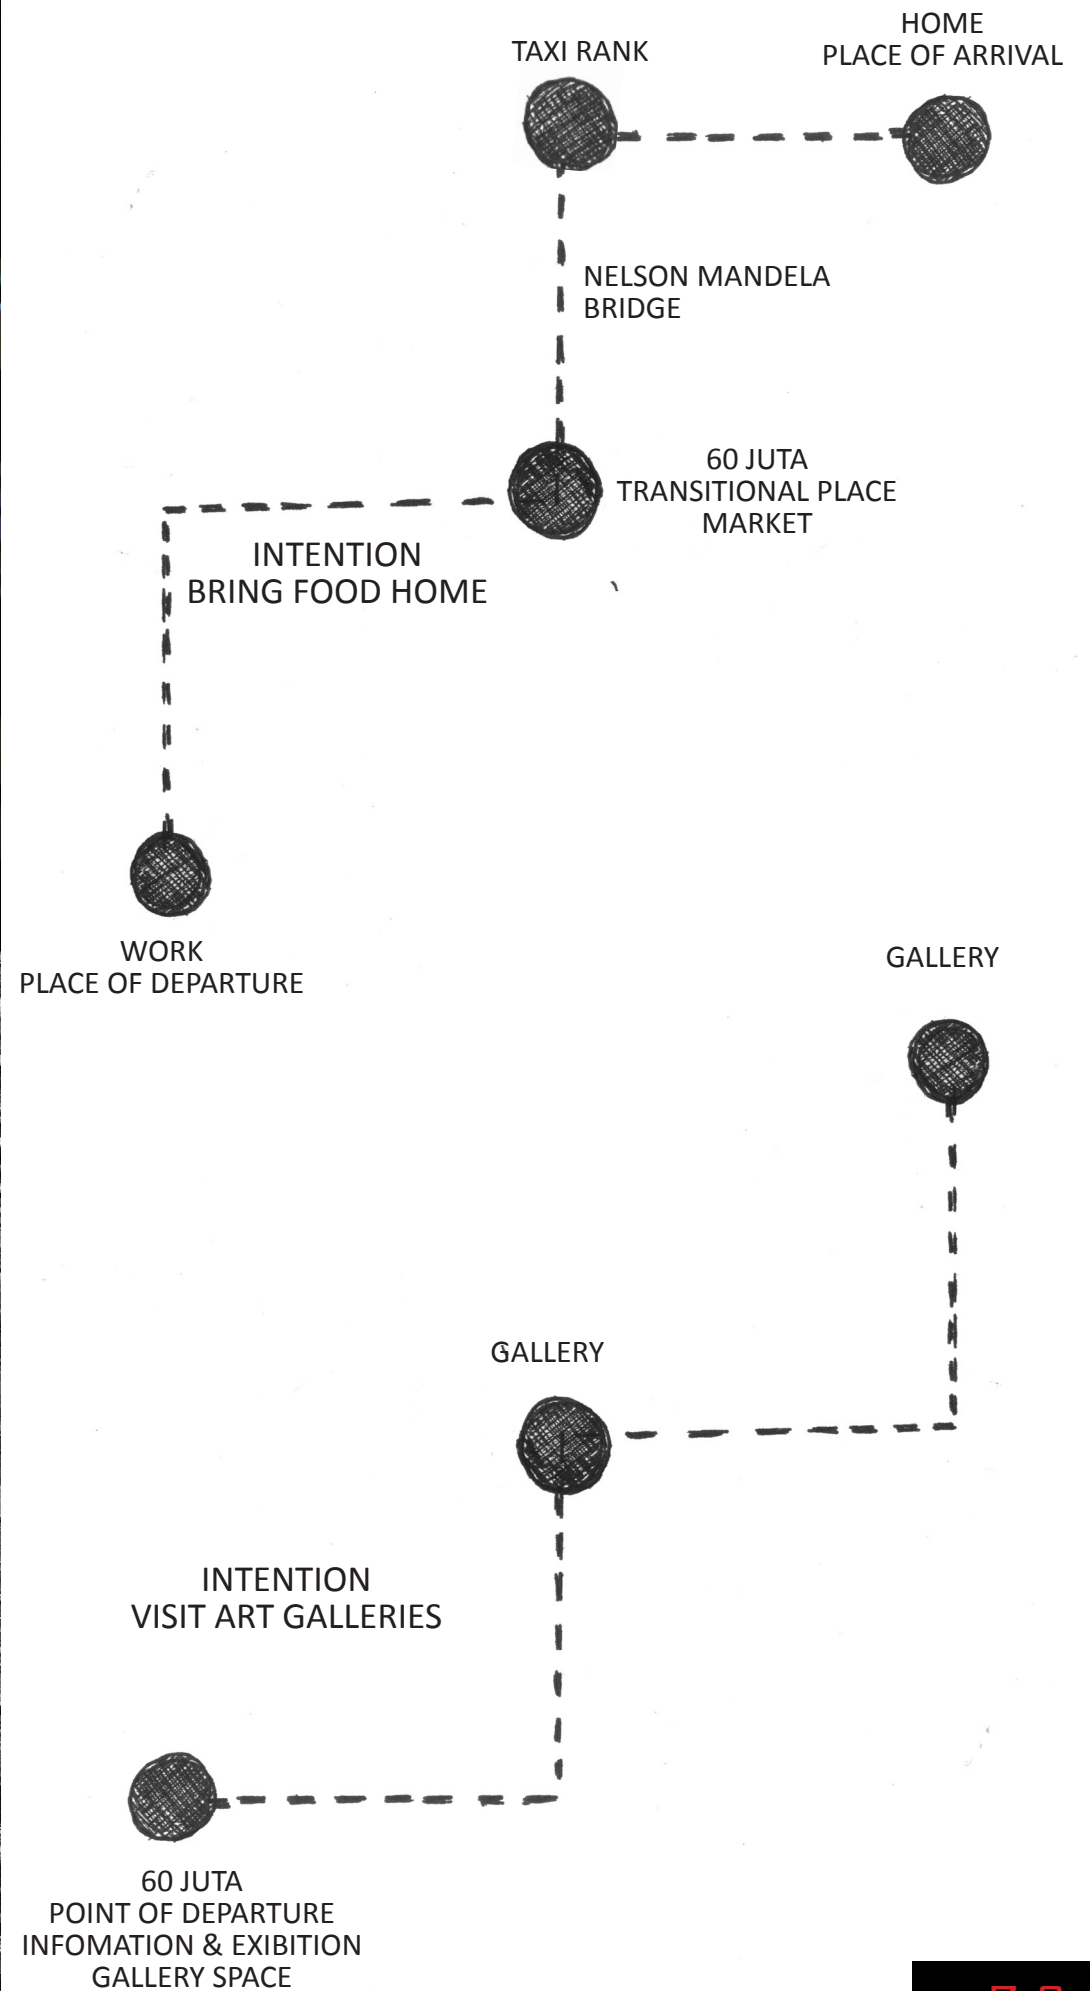 HOME
PLACE OF ARRIVAL
TAXI RANK
NELSON MANDELA
BRIDGE
60 JUTA
TRANSITIONAL PLACE
MARKET
INTENTION
BRING FOOD HOME
WORK
PLACE OF DEPARTURE
GALLERY
GALLERY
INTENTION
VISIT ART GALLERIES
60 JUTA
POINT OF DEPARTURE
INFOMATION & EXIBITION
GALLERY SPACE